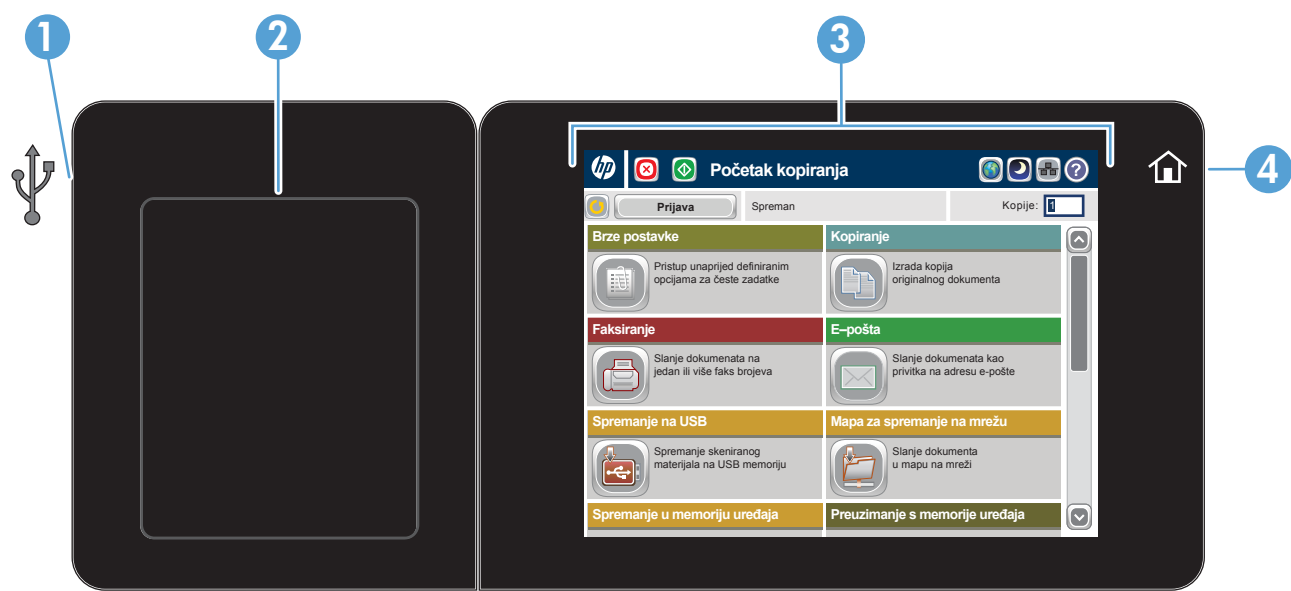 1
2
3
4
hp
Početak kopiranja
?
Prijava
Spreman
Kopije: 1
Brze postavke
Pristup unaprijed definiranim
opcijama za česte zadatke
Kopiranje
Izrada kopija
originalnog dokumenta
Faksiranje
Slanje dokumenata na
jedan ili više faks brojeva
E–pošta
Slanje dokumenata kao
privitka na adresu e-pošte
Spremanje na USB
Spremanje skeniranog
materijala na USB memoriju
Mapa za spremanje na mrežu
Slanje dokumenta
u mapu na mreži
Spremanje u memoriju uređaja
Preuzimanje s memorije uređaja